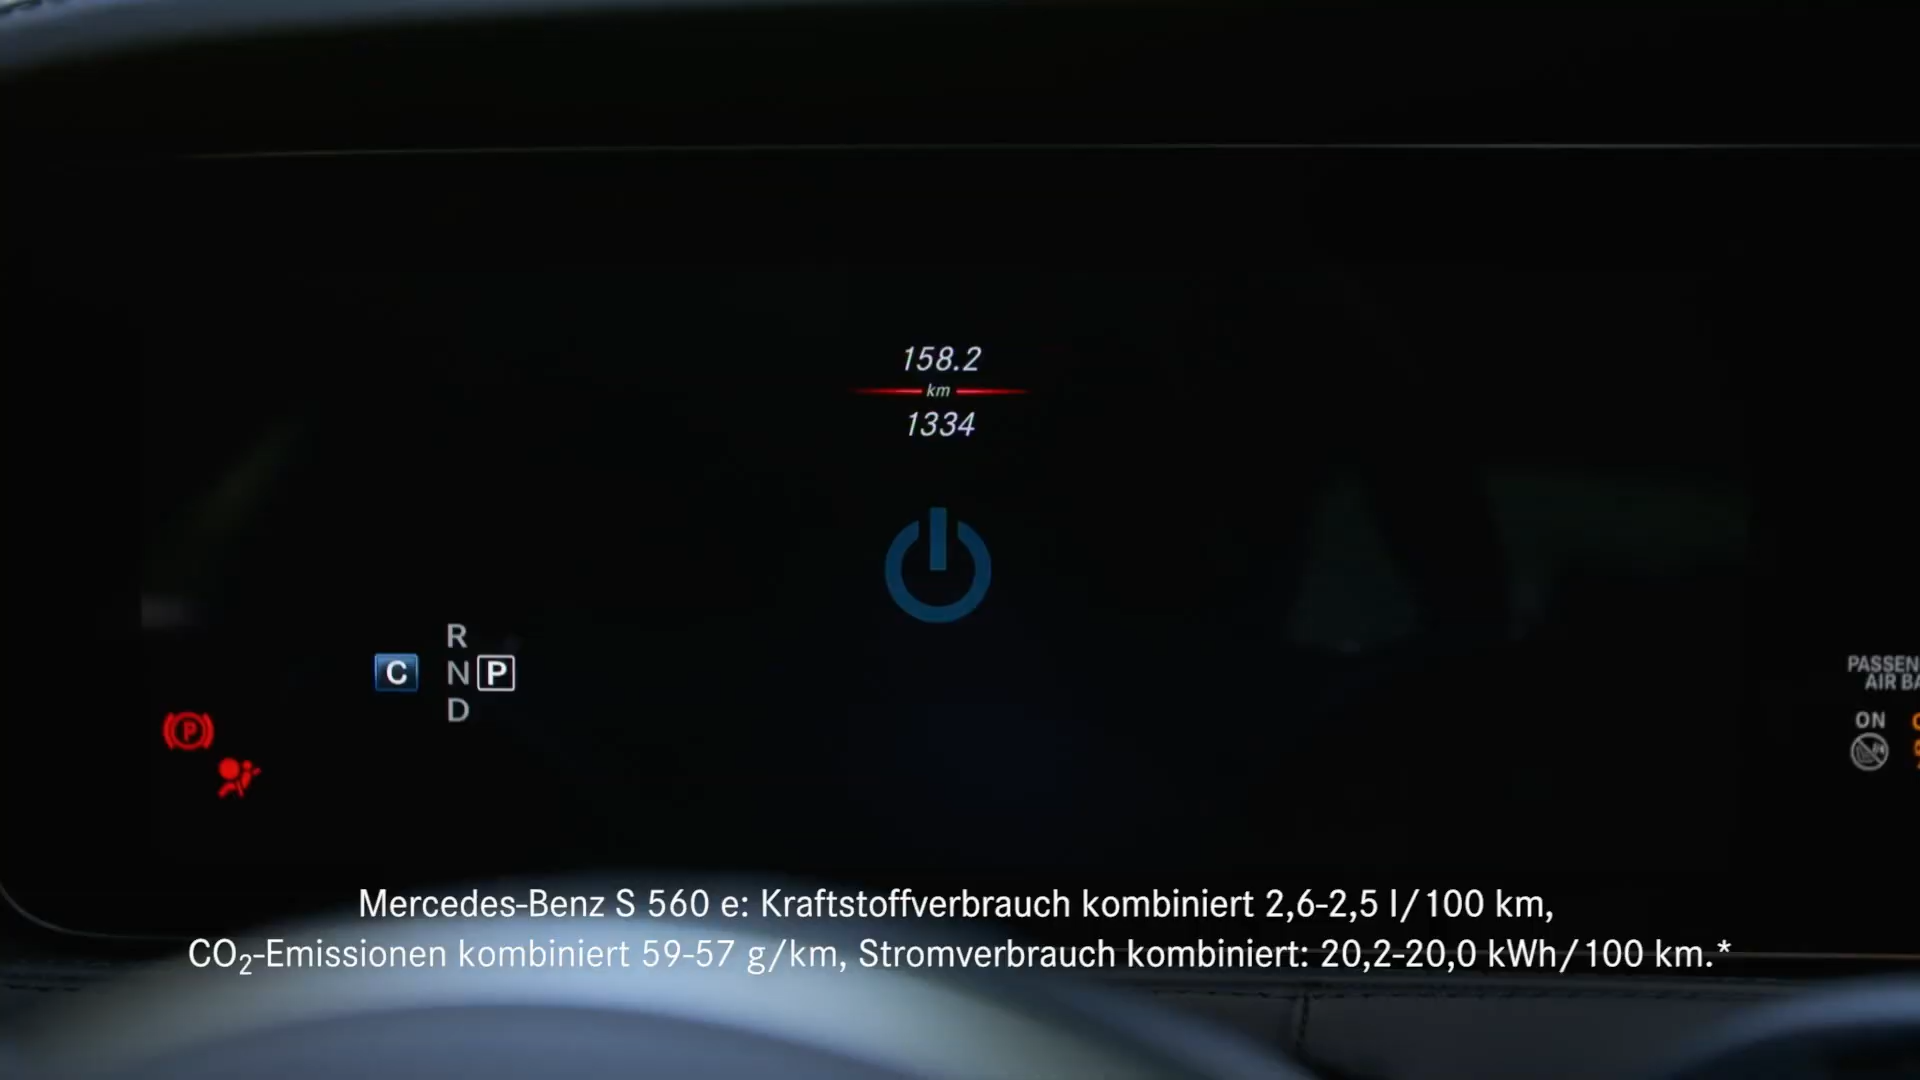 158.2
km
1334
R
C N P
D
P
PASSEN
AIR BA
ON
Mercedes-Benz S 560 e: Kraftstoffverbrauch kombiniert 2,6-2,5 l/100 km,
CO₂-Emissionen kombiniert 59-57 g/km, Stromverbrauch kombiniert: 20,2-20,0 kWh/100 km.*